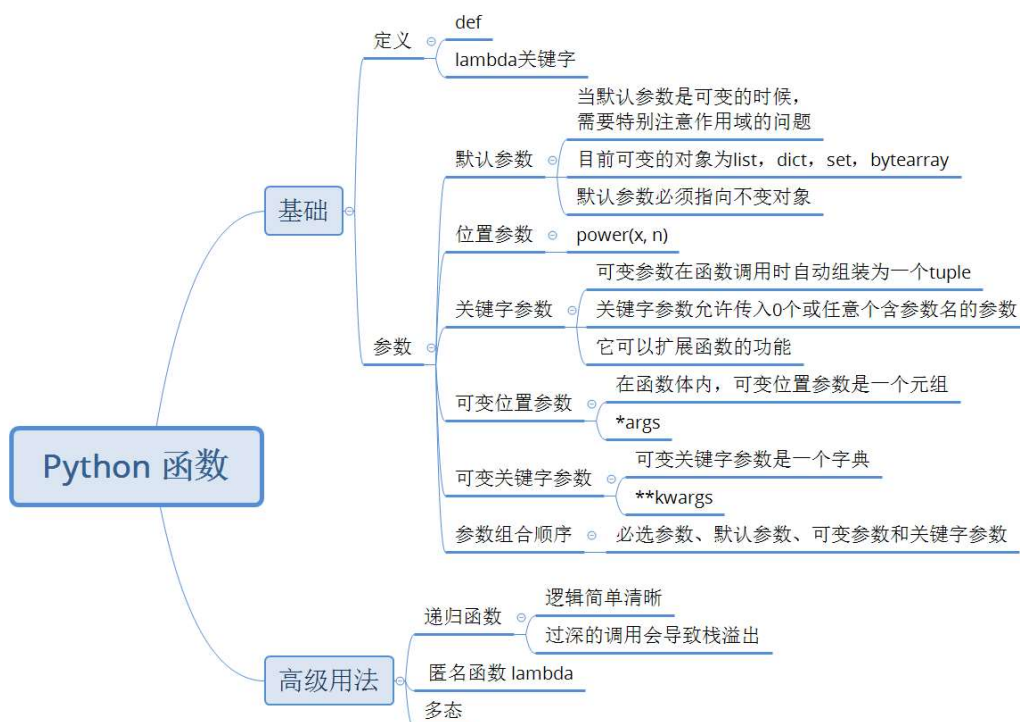 Python 函数
基础
定义
def
lambda关键字
参数
默认参数
当默认参数是可变的时候，
需要特别注意作用域的问题
目前可变的对象为list，dict，set，bytearray
默认参数必须指向不变对象
位置参数
power(x, n)
关键字参数
可变参数在函数调用时自动组装为一个tuple
关键字参数允许传入0个或任意个含参数名的参数
它可以扩展函数的功能
可变位置参数
在函数体内，可变位置参数是一个元组
*args
可变关键字参数
可变关键字参数是一个字典
**kwargs
参数组合顺序
必选参数、默认参数、可变参数和关键字参数
高级用法
递归函数
逻辑简单清晰
过深的调用会导致栈溢出
匿名函数 lambda
多态